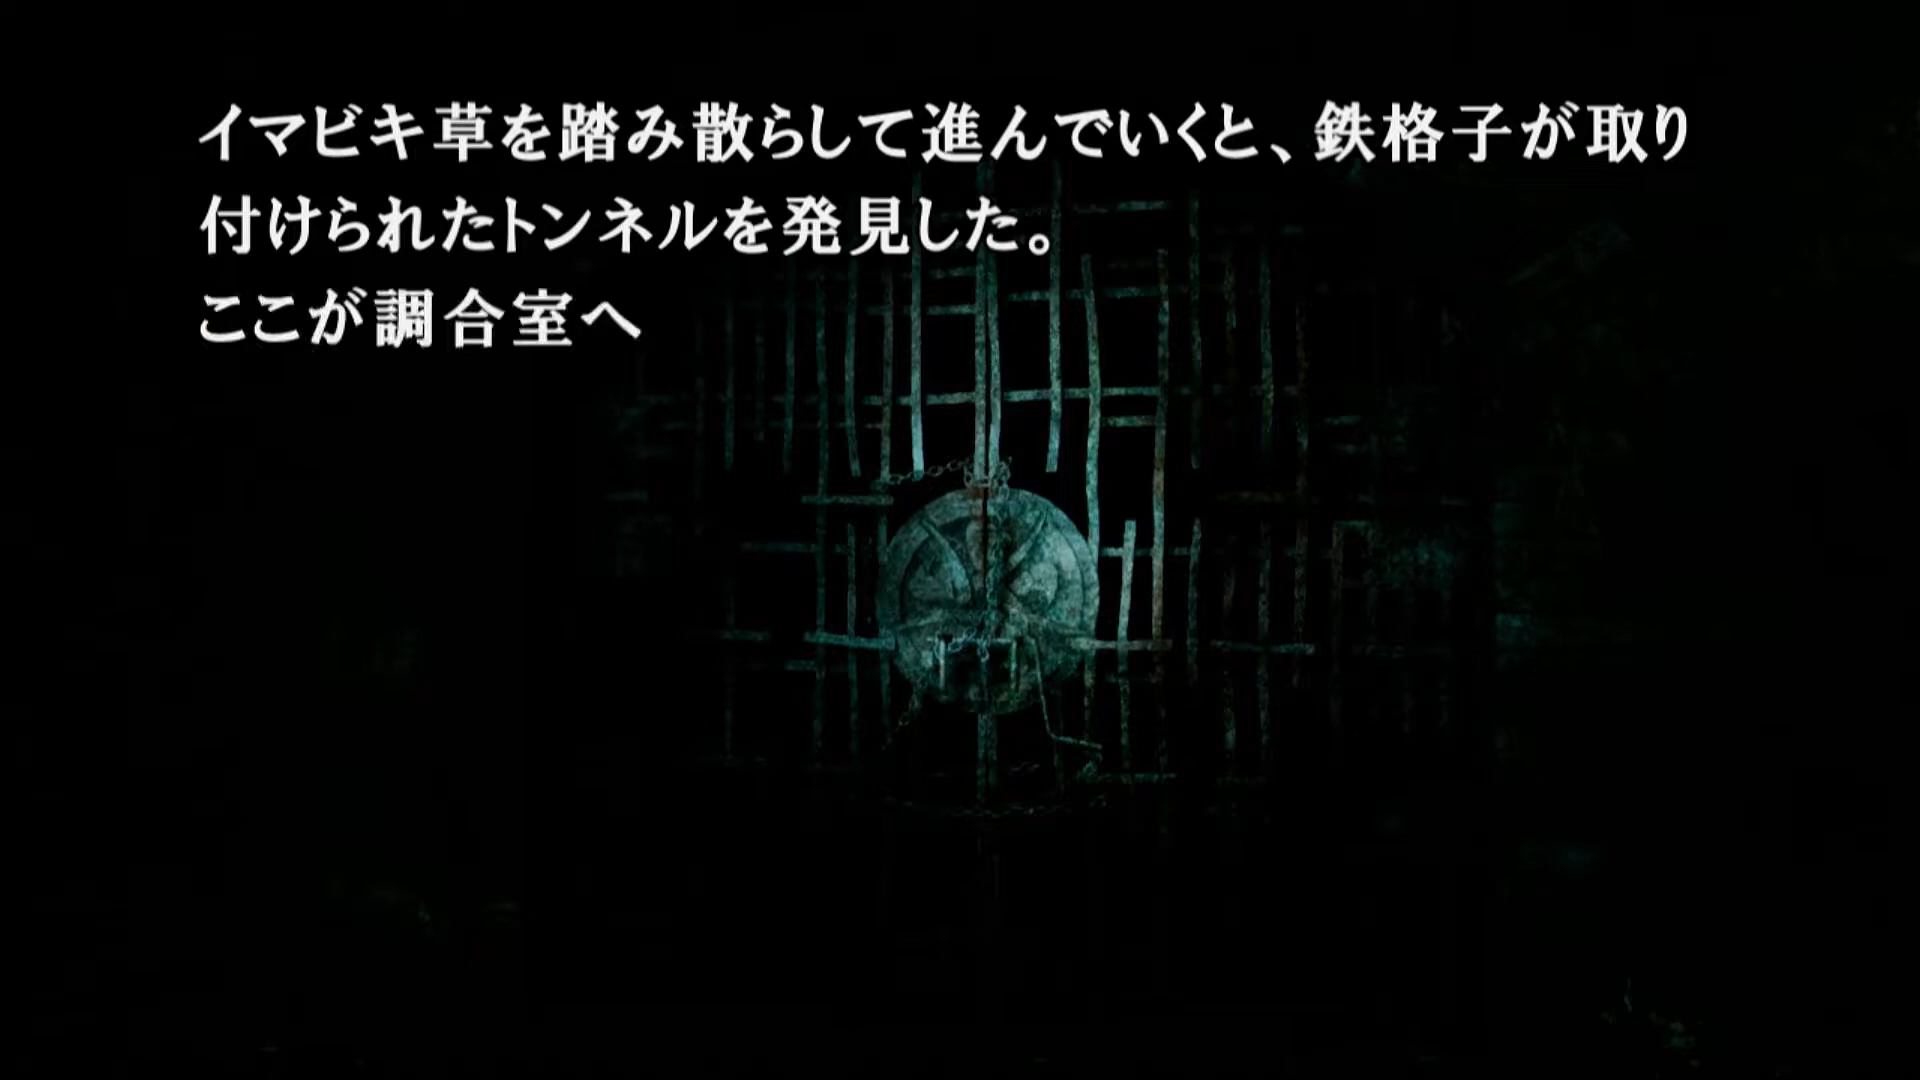 イマビキ草を踏み散らして進んでいくと、鉄格子が取り
付けられたトンネルを発見した。
ここが調合室へ